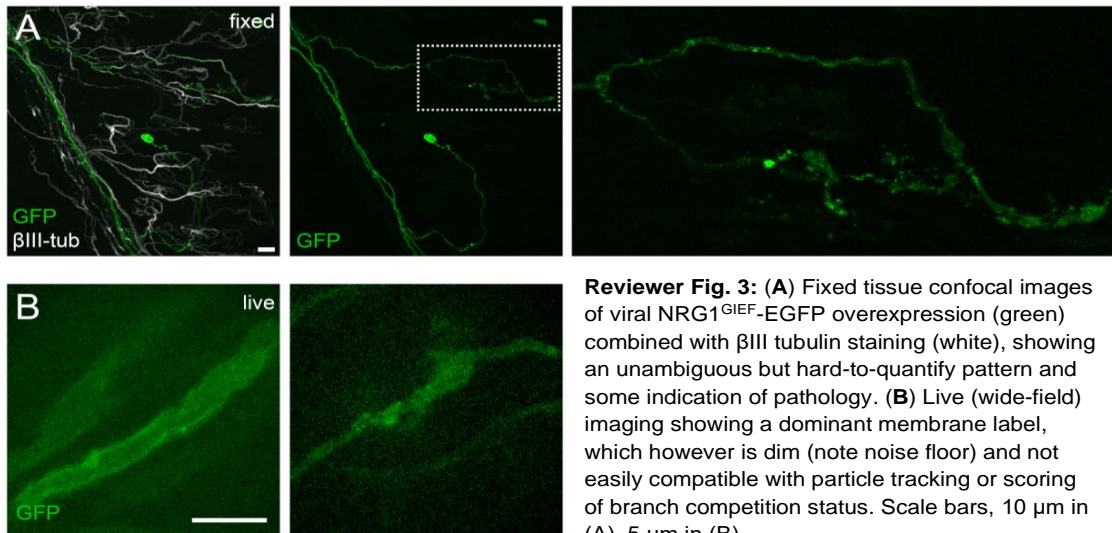 A
fixed
GFP
βIII-tub
GFP
B
live
GFP
Reviewer Fig. 3: (A) Fixed tissue confocal images
of viral NRG1GIEF-EGFP overexpression (green)
combined with βIII tubulin staining (white), showing
an unambiguous but hard-to-quantify pattern and
some indication of pathology. (B) Live (wide-field)
imaging showing a dominant membrane label,
which however is dim (note noise floor) and not
easily compatible with particle tracking or scoring
of branch competition status. Scale bars, 10 μm in
(A), 5 μm in (B)